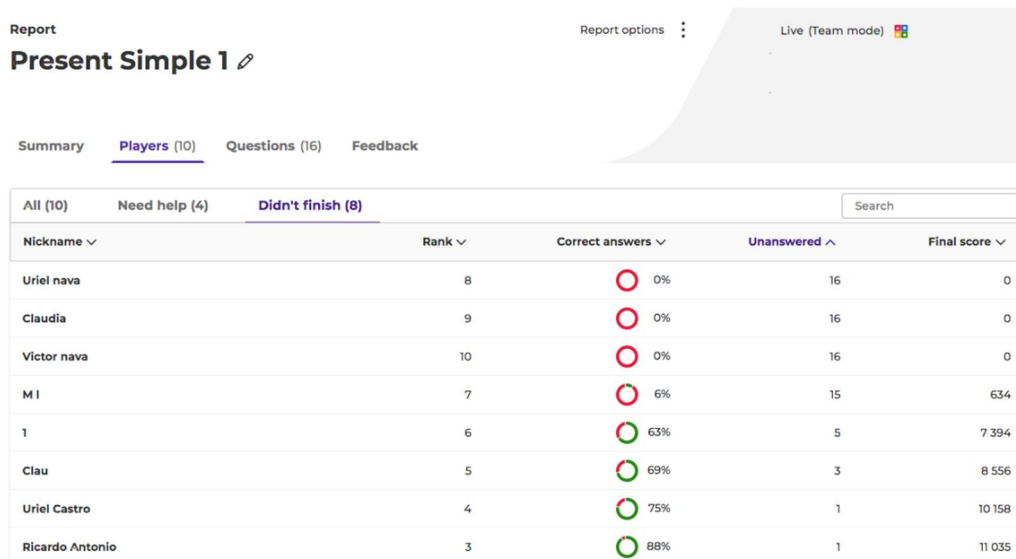 Report
Report options
Live (Team mode)
Present Simple 1
Summary Players (10) Questions (16) Feedback
All (10) Need help (4) Didn't finish (8) Search
Nickname Rank Correct answers Unanswered Final score
Uriel nava 8 0% 16 0
Claudia 9 0% 16 0
Victor nava 10 0% 16 0
M l 7 6% 15 634
1 6 63% 5 7 394
Clau 5 69% 3 8 556
Uriel Castro 4 75% 1 10 158
Ricardo Antonio 3 88% 1 11 035